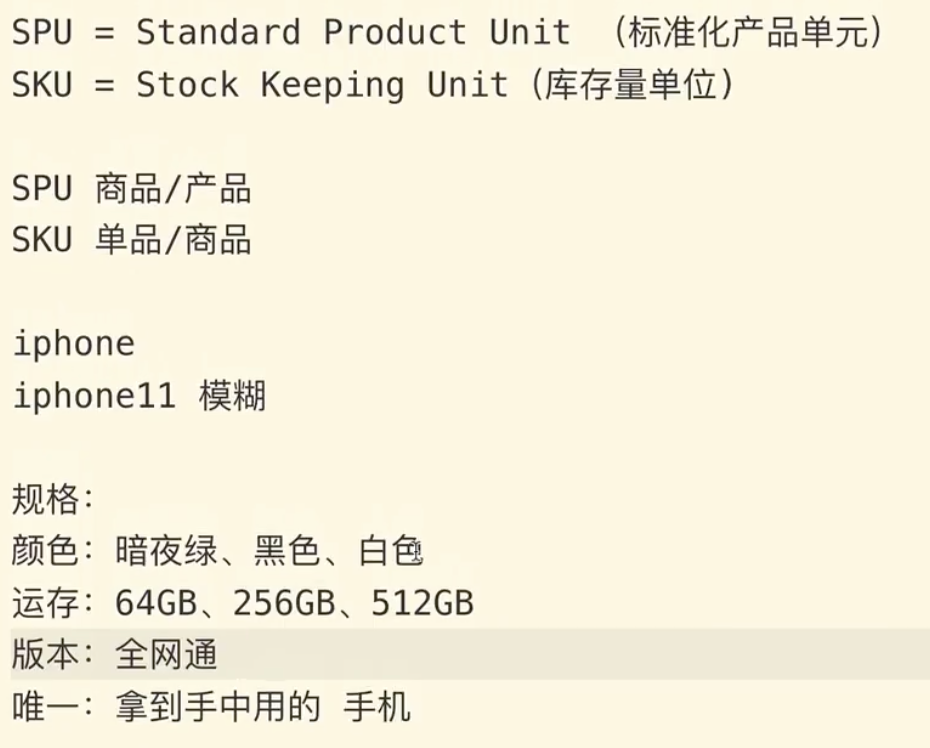 SPU = Standard Product Unit （标准化产品单元）
SKU = Stock Keeping Unit（库存量单位）
SPU 商品/产品
SKU 单品/商品
iphone
iphone11 模糊
规格：
颜色：暗夜绿、黑色、白色
运存：64GB、256GB、512GB
版本：全网通
唯一：拿到手中用的 手机